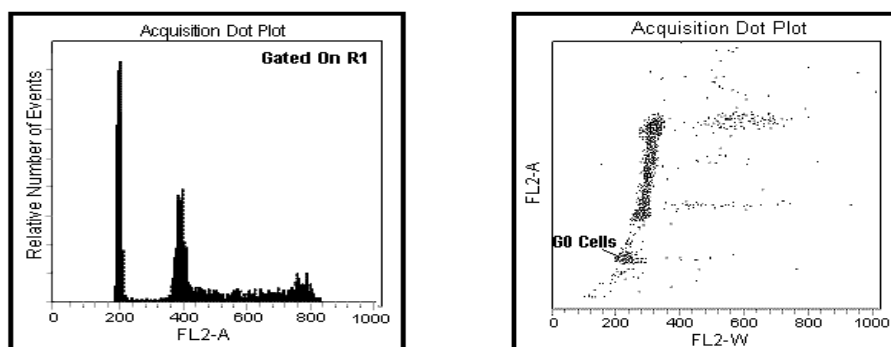 Acquisition Dot Plot
Gated On R1
Relative Number of Events
0 200 400 600 800 1000
FL2-A
Acquisition Dot Plot
FL2-A
G0 Cells
0 200 400 600 800 1000
FL2-W